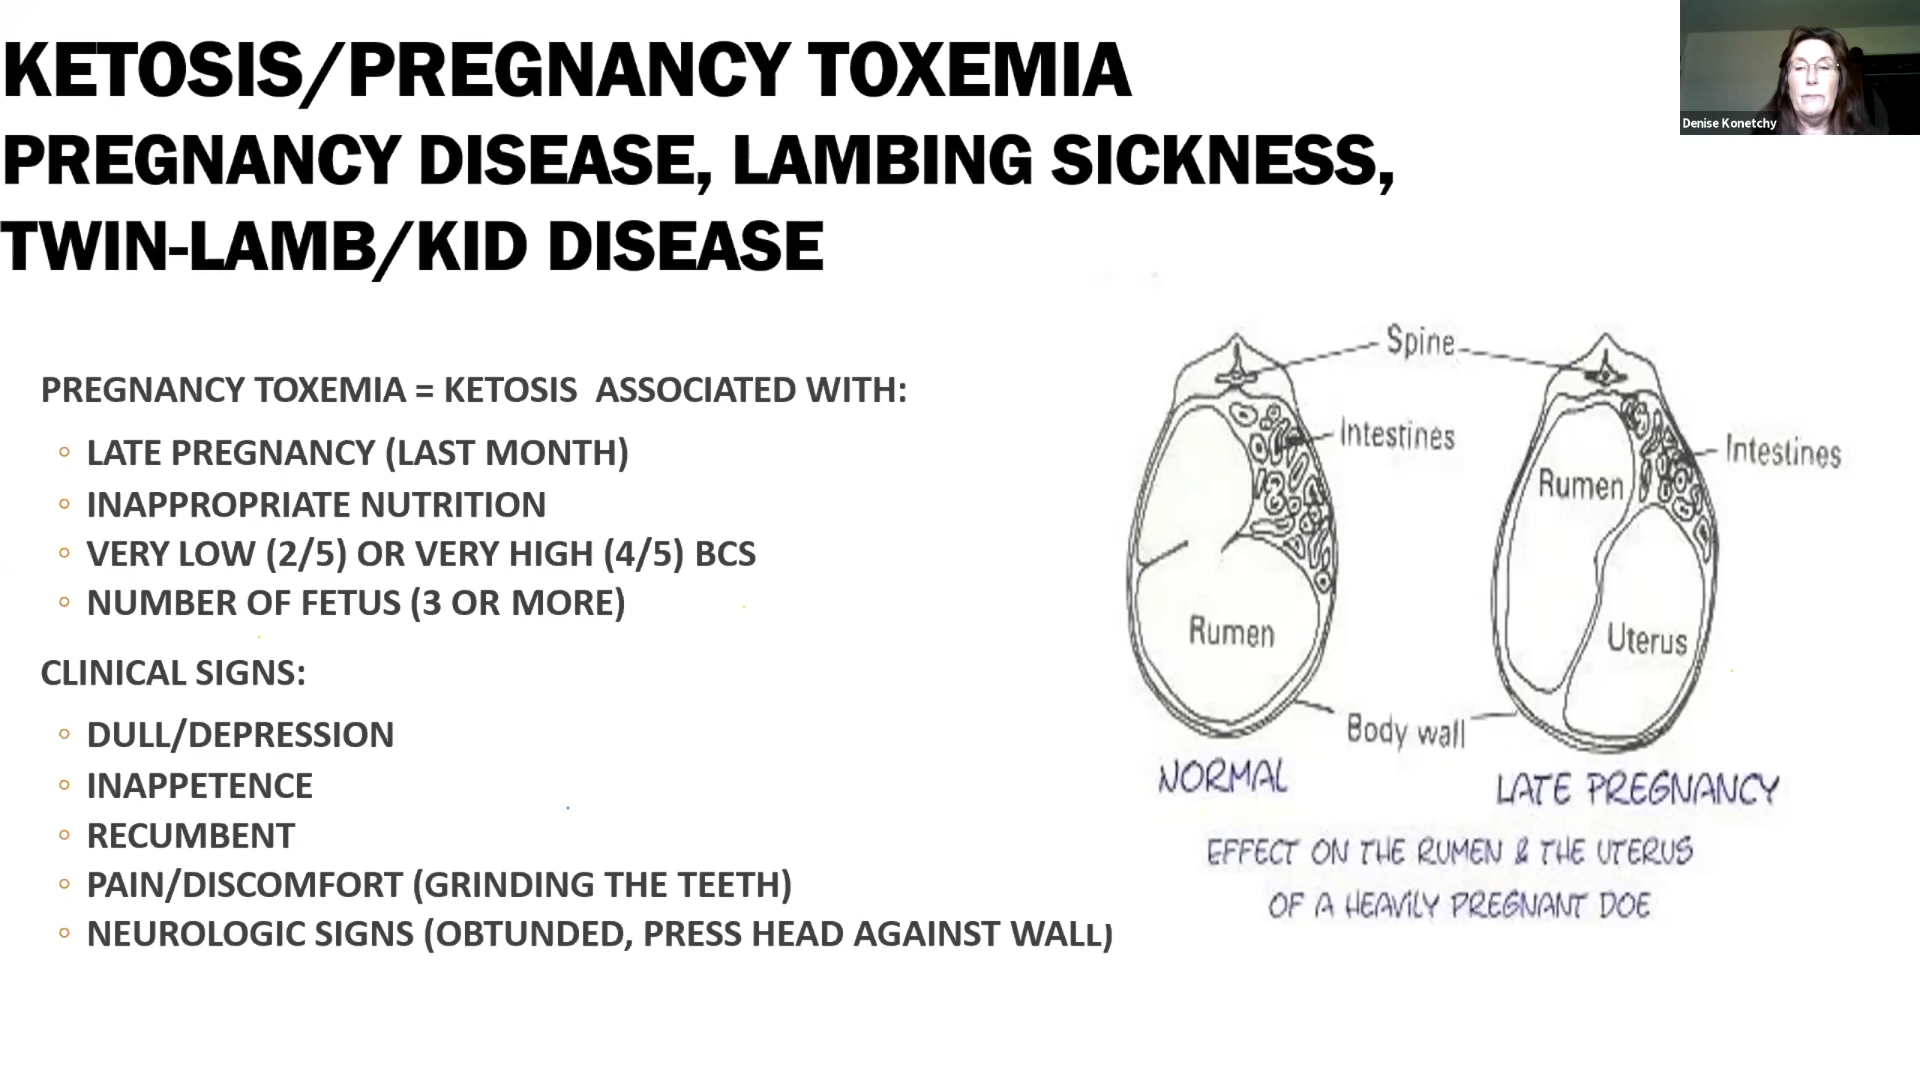 KETOSIS/PREGNANCY TOXEMIA
PREGNANCY DISEASE, LAMBING SICKNESS,
TWIN-LAMB/KID DISEASE
Denise Konetchy
PREGNANCY TOXEMIA = KETOSIS ASSOCIATED WITH:
LATE PREGNANCY (LAST MONTH)
INAPPROPRIATE NUTRITION
VERY LOW (2/5) OR VERY HIGH (4/5) BCS
NUMBER OF FETUS (3 OR MORE)
CLINICAL SIGNS:
DULL/DEPRESSION
INAPPETENCE
RECUMBENT
PAIN/DISCOMFORT (GRINDING THE TEETH)
NEUROLOGIC SIGNS (OBTUNDED, PRESS HEAD AGAINST WALL)
Spine
Intestines
Intestines
Rumen
Rumen
Uterus
Body wall
NORMAL
LATE PREGNANCY
EFFECT ON THE RUMEN & THE UTERUS
OF A HEAVILY PREGNANT DOE